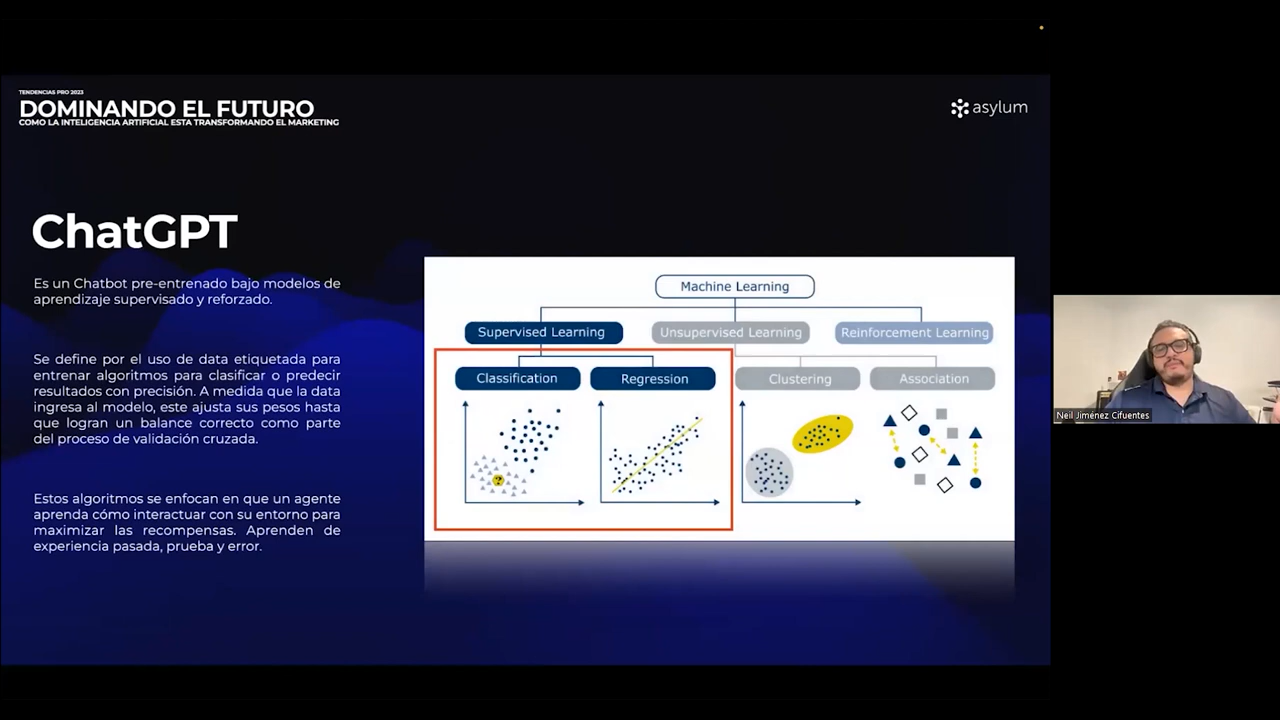 TENDENCIAS PRO 2023
DOMINANDO EL FUTURO
COMO LA INTELIGENCIA ARTIFICIAL ESTA TRANSFORMANDO EL MARKETING
asylum
ChatGPT
Es un Chatbot pre-entrenado bajo modelos de
aprendizaje supervisado y reforzado.
Se define por el uso de data etiquetada para
entrenar algoritmos para clasificar o predecir
resultados con precisión. A medida que la data
ingresa al modelo, este ajusta sus pesos hasta
que logran un balance correcto como parte
del proceso de validación cruzada.
Estos algoritmos se enfocan en que un agente
aprenda cómo interactuar con su entorno para
maximizar las recompensas. Aprenden de
experiencia pasada, prueba y error.
Machine Learning
Supervised Learning
Unsupervised Learning
Reinforcement Learning
Classification
Regression
Clustering
Association
?
Neil Jiménez Cifuentes